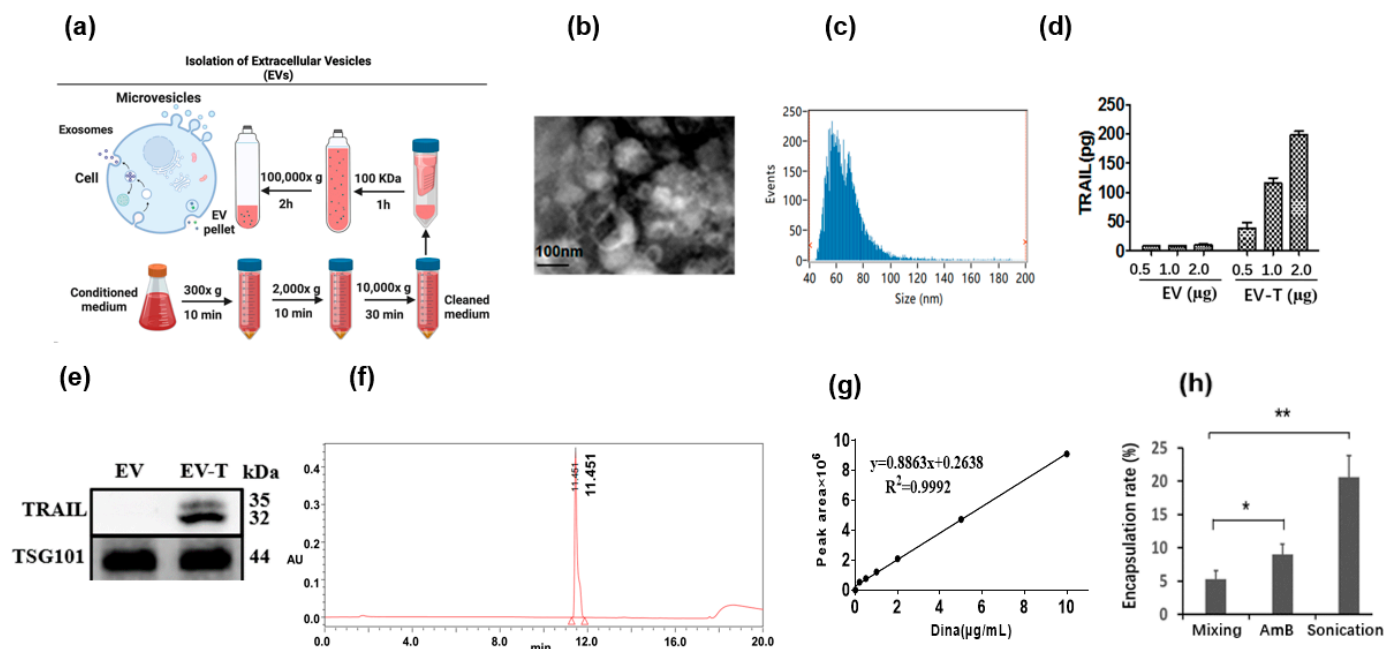 (a)
Isolation of Extracellular Vesicles
(EVs)
Microvesicles
Exosomes
Cell
EV
pellet
100,000x g
2h
100 KDa
1h
Conditioned
medium
300x g
10 min
2,000x g
10 min
10,000x g
30 min
Cleaned
medium
(b)
100nm
(c)
250
200
150
100
50
0
Events
40 60 80 100 120 140 160 180 200
Size (nm)
(d)
250
200
150
100
50
0
TRAIL(pg)
0.5 1.0 2.0 0.5 1.0 2.0
EV (µg) EV-T (µg)
(e)
EV EV-T kDa
TRAIL 35
32
TSG101 44
(f)
0.4
0.3
0.2
0.1
0.0
AU
11.451
11.451
0.0 4.0 8.0 12.0 16.0 20.0
min
(g)
10
8
6
4
2
0
Peak area×10⁶
y=0.8863x+0.2638
R²=0.9992
0 2 4 6 8 10
Dina(µg/mL)
(h)
25
20
15
10
5
0
Encapsulation rate (%)
**
*
Mixing AmB Sonication